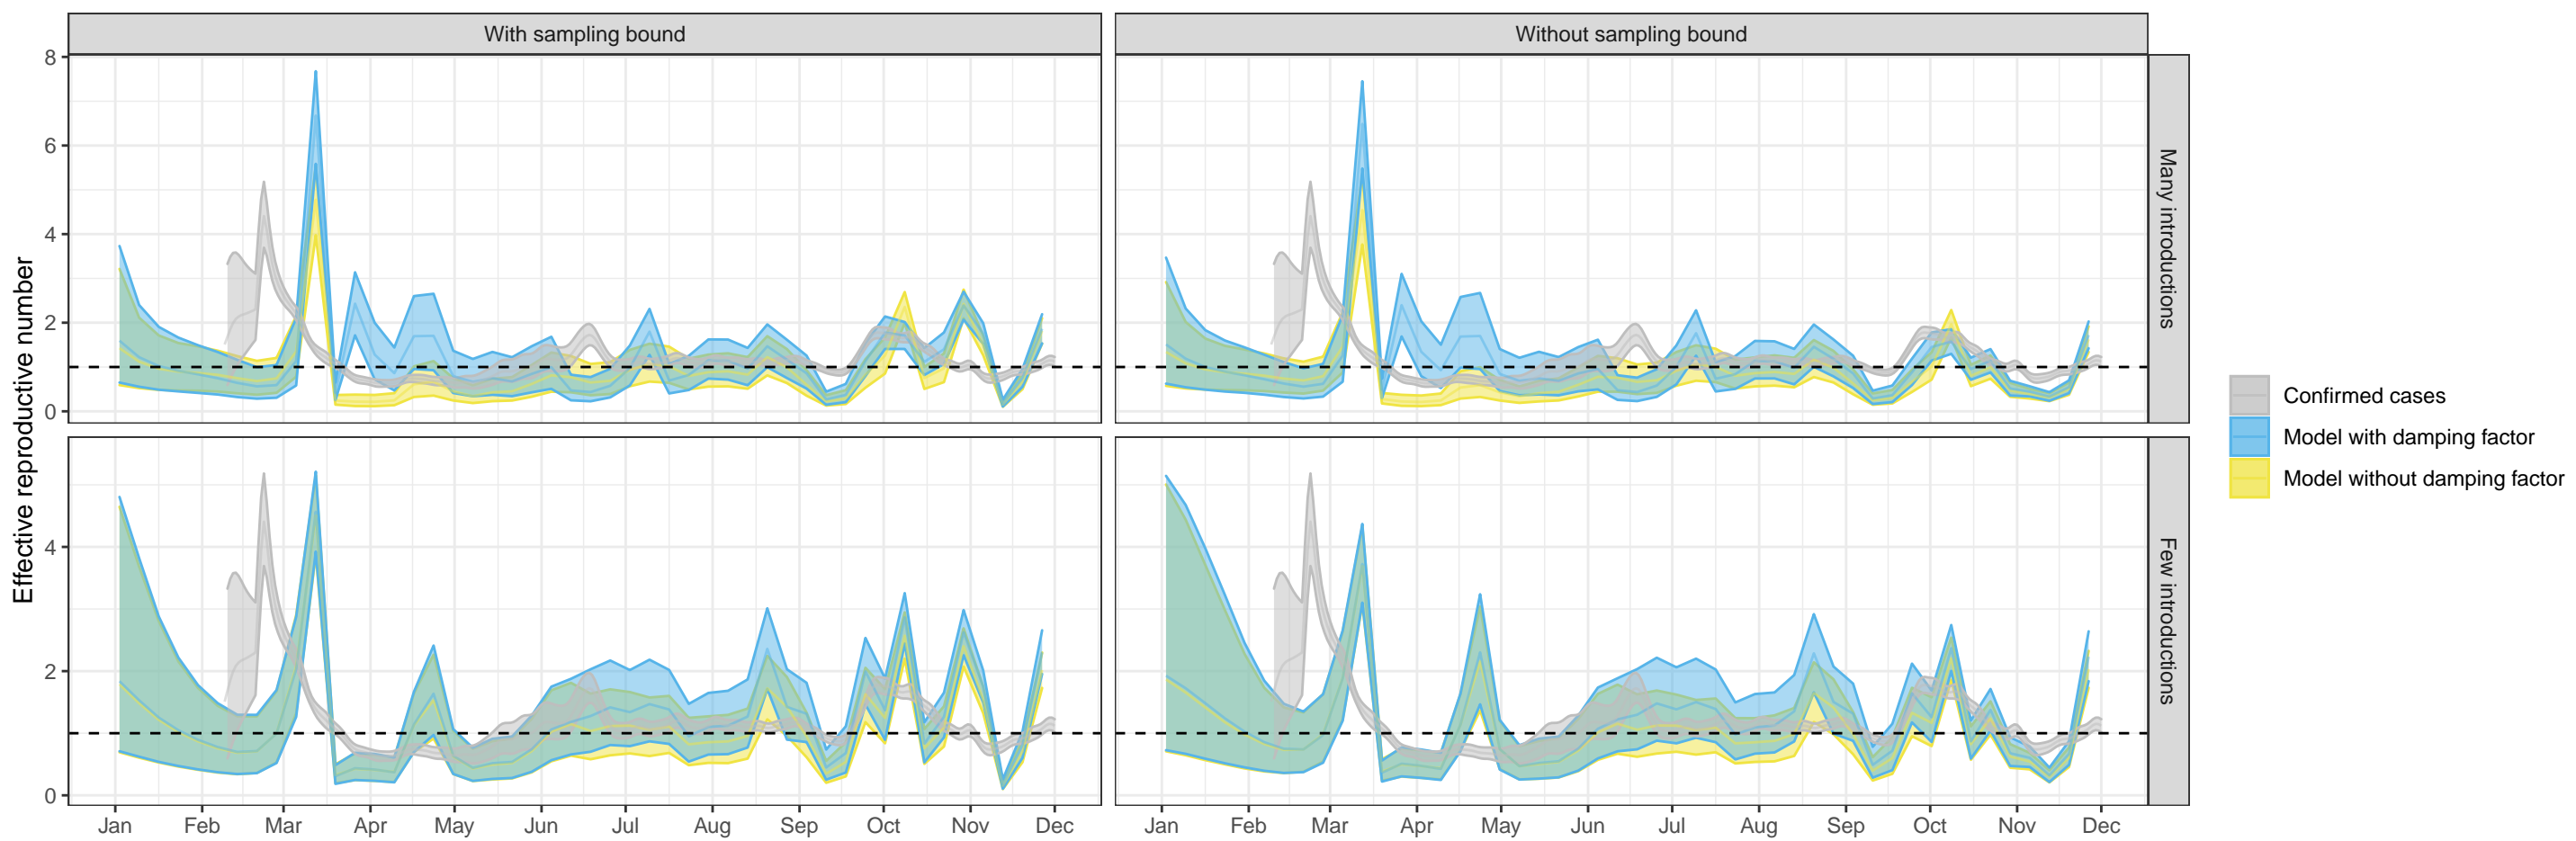 With sampling bound
Without sampling bound
Effective reproductive number
8
6
4
2
0
Many introductions
4
2
0
Few introductions
Jan Feb Mar Apr May Jun Jul Aug Sep Oct Nov Dec
Jan Feb Mar Apr May Jun Jul Aug Sep Oct Nov Dec
Confirmed cases
Model with damping factor
Model without damping factor